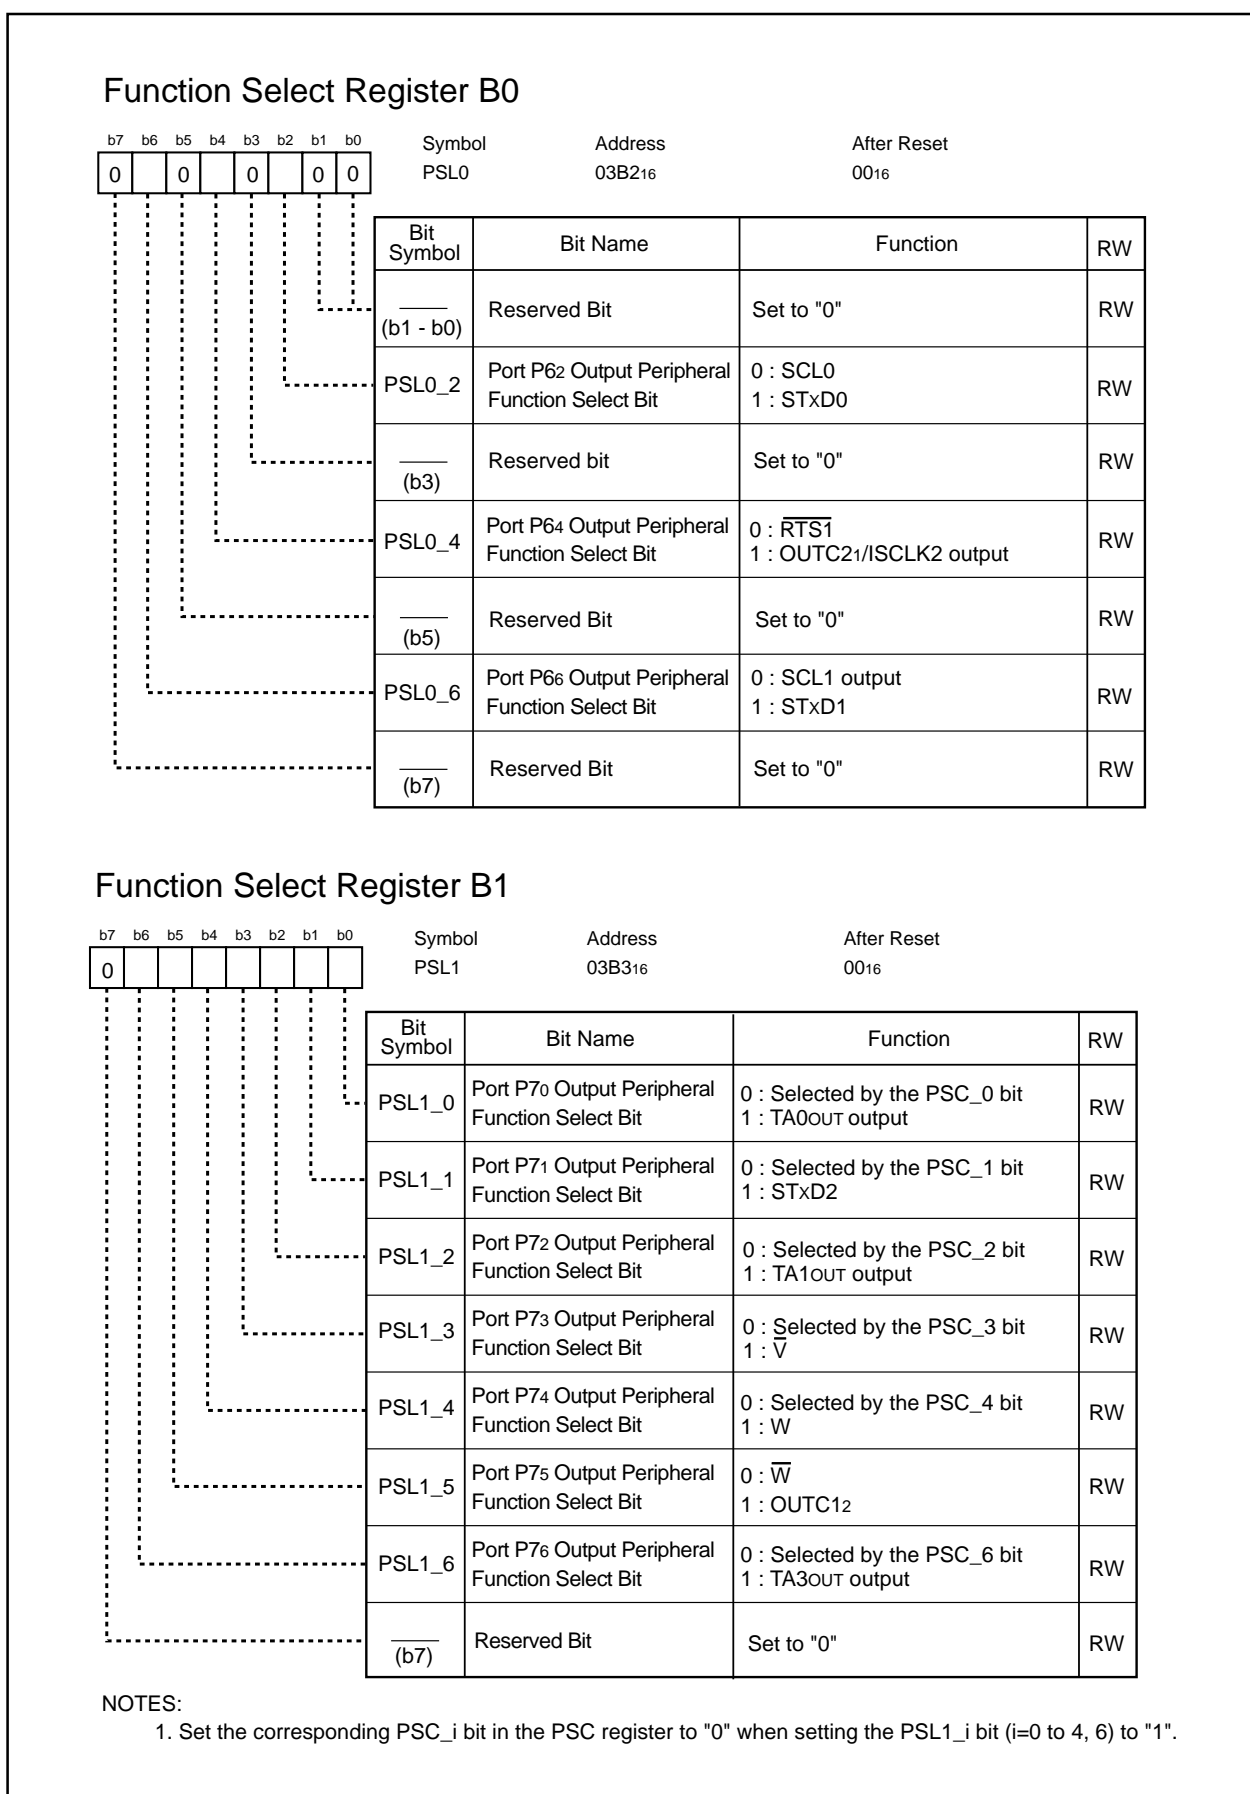 Function Select Register B0
b7 b6 b5 b4 b3 b2 b1 b0
Symbol Address After Reset
0 0 0 0 0
PSL0 03B216 0016
Bit Symbol Bit Name Function RW
(b1 - b0) Reserved Bit Set to "0" RW
PSL0_2 Port P62 Output Peripheral Function Select Bit 0 : SCL0
1 : STxD0 RW
(b3) Reserved bit Set to "0" RW
PSL0_4 Port P64 Output Peripheral Function Select Bit 0 : R̅T̅S̅1̅
1 : OUTC21/ISCLK2 output RW
(b5) Reserved Bit Set to "0" RW
PSL0_6 Port P66 Output Peripheral Function Select Bit 0 : SCL1 output
1 : STxD1 RW
(b7) Reserved Bit Set to "0" RW
Function Select Register B1
b7 b6 b5 b4 b3 b2 b1 b0
Symbol Address After Reset
0
PSL1 03B316 0016
Bit Symbol Bit Name Function RW
PSL1_0 Port P70 Output Peripheral Function Select Bit 0 : Selected by the PSC_0 bit
1 : TA0OUT output RW
PSL1_1 Port P71 Output Peripheral Function Select Bit 0 : Selected by the PSC_1 bit
1 : STxD2 RW
PSL1_2 Port P72 Output Peripheral Function Select Bit 0 : Selected by the PSC_2 bit
1 : TA1OUT output RW
PSL1_3 Port P73 Output Peripheral Function Select Bit 0 : Selected by the PSC_3 bit
1 : V̅ RW
PSL1_4 Port P74 Output Peripheral Function Select Bit 0 : Selected by the PSC_4 bit
1 : W RW
PSL1_5 Port P75 Output Peripheral Function Select Bit 0 : W̅
1 : OUTC12 RW
PSL1_6 Port P76 Output Peripheral Function Select Bit 0 : Selected by the PSC_6 bit
1 : TA3OUT output RW
(b7) Reserved Bit Set to "0" RW
NOTES:
1. Set the corresponding PSC_i bit in the PSC register to "0" when setting the PSL1_i bit (i=0 to 4, 6) to "1".